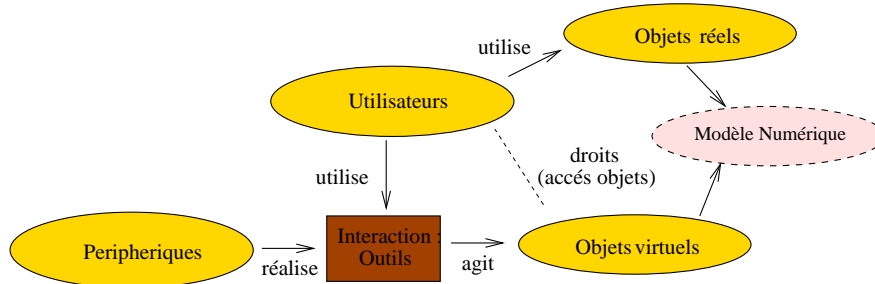 Objets réels
utilise
Utilisateurs
Modèle Numérique
droits
(accés objets)
utilise
Interaction :
Outils
Peripheriques
réalise
agit
Objets virtuels